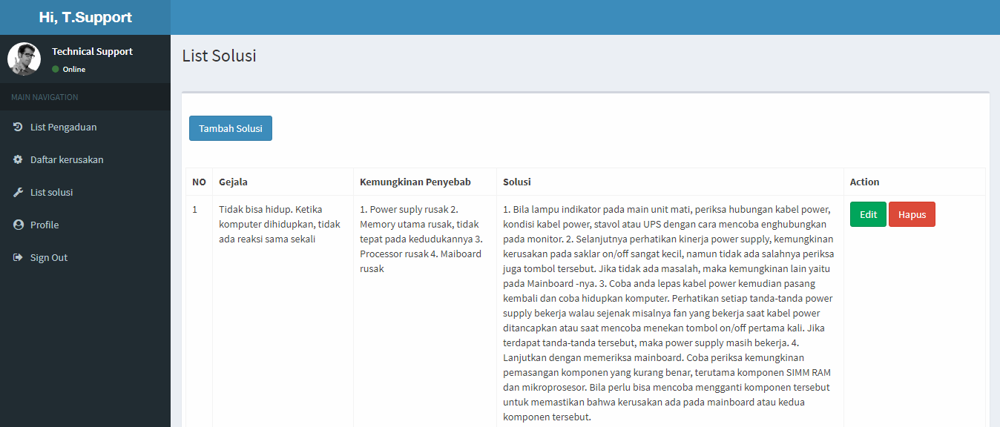 Hi, T.Support
Technical Support
Online
MAIN NAVIGATION
List Pengaduan
Daftar kerusakan
List solusi
Profile
Sign Out
List Solusi
Tambah Solusi
NO Gejala Kemungkinan Penyebab Solusi Action
1
Tidak bisa hidup. Ketika
komputer dihidupkan, tidak
ada reaksi sama sekali
1. Power suply rusak 2.
Memory utama rusak, tidak
tepat pada kedudukannya 3.
Processor rusak 4. Maiboard
rusak
1. Bila lampu indikator pada main unit mati, periksa hubungan kabel power,
kondisi kabel power, stavol atau UPS dengan cara mencoba enghubungkan
pada monitor. 2. Selanjutnya perhatikan kinerja power supply, kemungkinan
kerusakan pada saklar on/off sangat kecil, namun tidak ada salahnya periksa
juga tombol tersebut. Jika tidak ada masalah, maka kemungkinan lain yaitu
pada Mainboard -nya. 3. Coba anda lepas kabel power kemudian pasang
kembali dan coba hidupkan komputer. Perhatikan setiap tanda-tanda power
supply bekerja walau sejenak misalnya fan yang bekerja saat kabel power
ditancapkan atau saat mencoba menekan tombol on/off pertama kali. Jika
terdapat tanda-tanda tersebut, maka power supply masih bekerja. 4.
Lanjutkan dengan memeriksa mainboard. Coba periksa kemungkinan
pemasangan komponen yang kurang benar, terutama komponen SIMM RAM
dan mikroprosesor. Bila perlu bisa mencoba mengganti komponen tersebut
untuk memastikan bahwa kerusakan ada pada mainboard atau kedua
komponen tersebut.
Edit Hapus